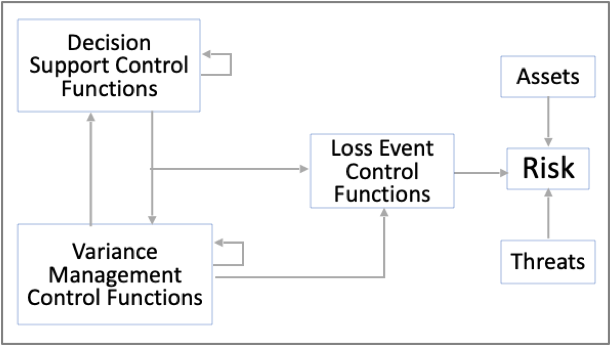 Decision
Support Control
Functions
Assets
Loss Event
Control
Functions
Risk
Variance
Management
Control Functions
Threats